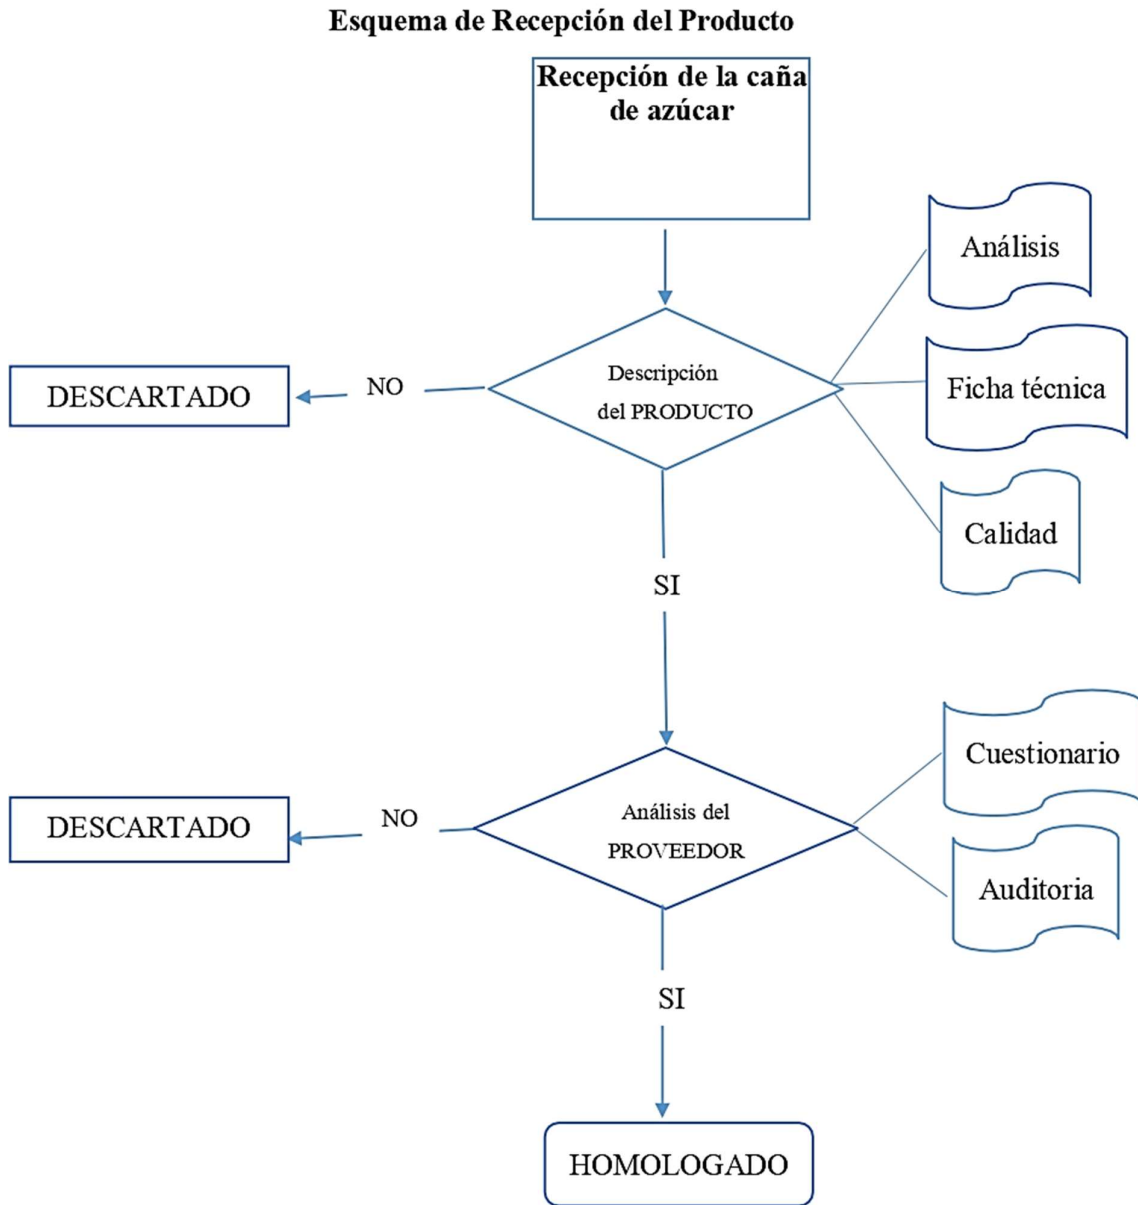 Esquema de Recepción del Producto
Recepción de la caña
de azúcar
Análisis
Descripción
del PRODUCTO
NO
DESCARTADO
Ficha técnica
Calidad
SI
Cuestionario
Análisis del
PROVEEDOR
NO
DESCARTADO
Auditoria
SI
HOMOLOGADO